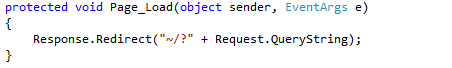 protected void Page_Load(object sender, EventArgs e)
{
    Response.Redirect("~/?" + Request.QueryString);
}